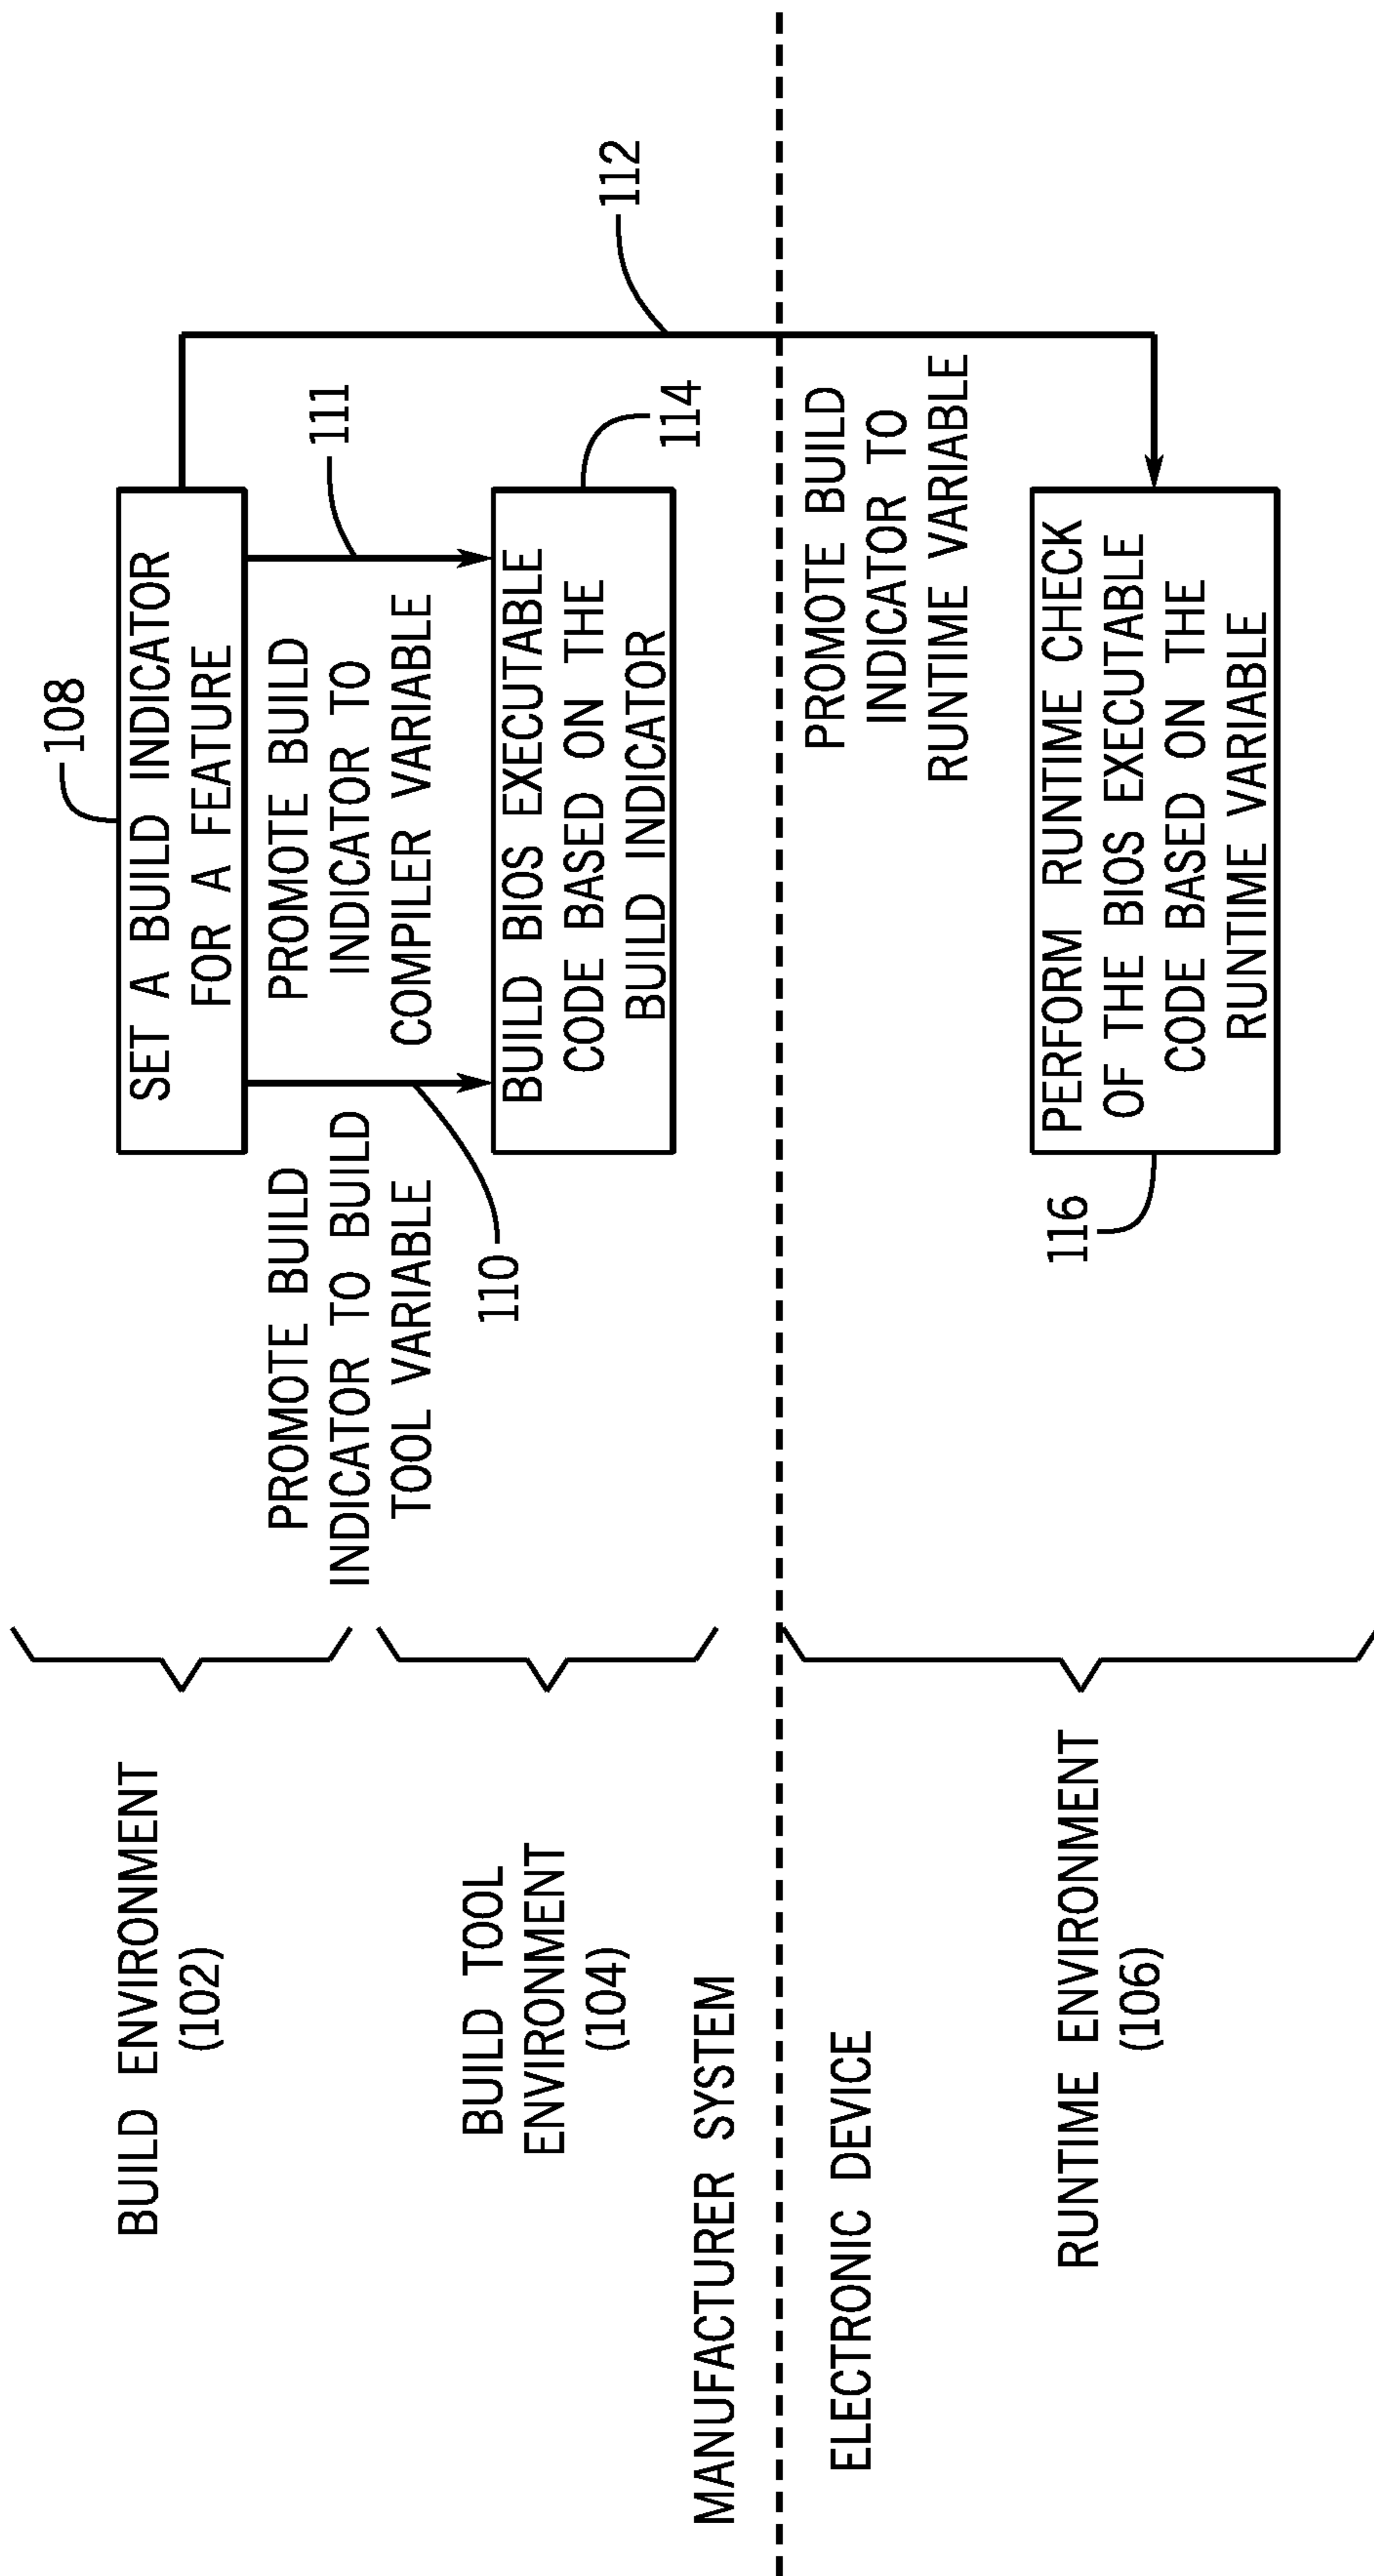 BUILD ENVIRONMENT
(102)
108
SET A BUILD INDICATOR
FOR A FEATURE
PROMOTE BUILD
INDICATOR TO BUILD
TOOL VARIABLE
110
PROMOTE BUILD
INDICATOR TO
COMPILER VARIABLE
111
112
BUILD TOOL
ENVIRONMENT
(104)
BUILD BIOS EXECUTABLE
CODE BASED ON THE
BUILD INDICATOR
114
MANUFACTURER SYSTEM
ELECTRONIC DEVICE
PROMOTE BUILD
INDICATOR TO
RUNTIME VARIABLE
RUNTIME ENVIRONMENT
(106)
116
PERFORM RUNTIME CHECK
OF THE BIOS EXECUTABLE
CODE BASED ON THE
RUNTIME VARIABLE